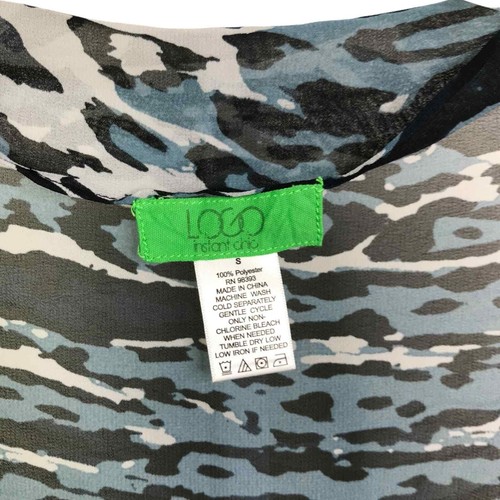 LOGO
instant chic
S
100% Polyester
RN 98393
MADE IN CHINA
MACHINE WASH
COLD SEPARATELY
GENTLE CYCLE
ONLY NON-
CHLORINE BLEACH
WHEN NEEDED
TUMBLE DRY LOW
LOW IRON IF NEEDED